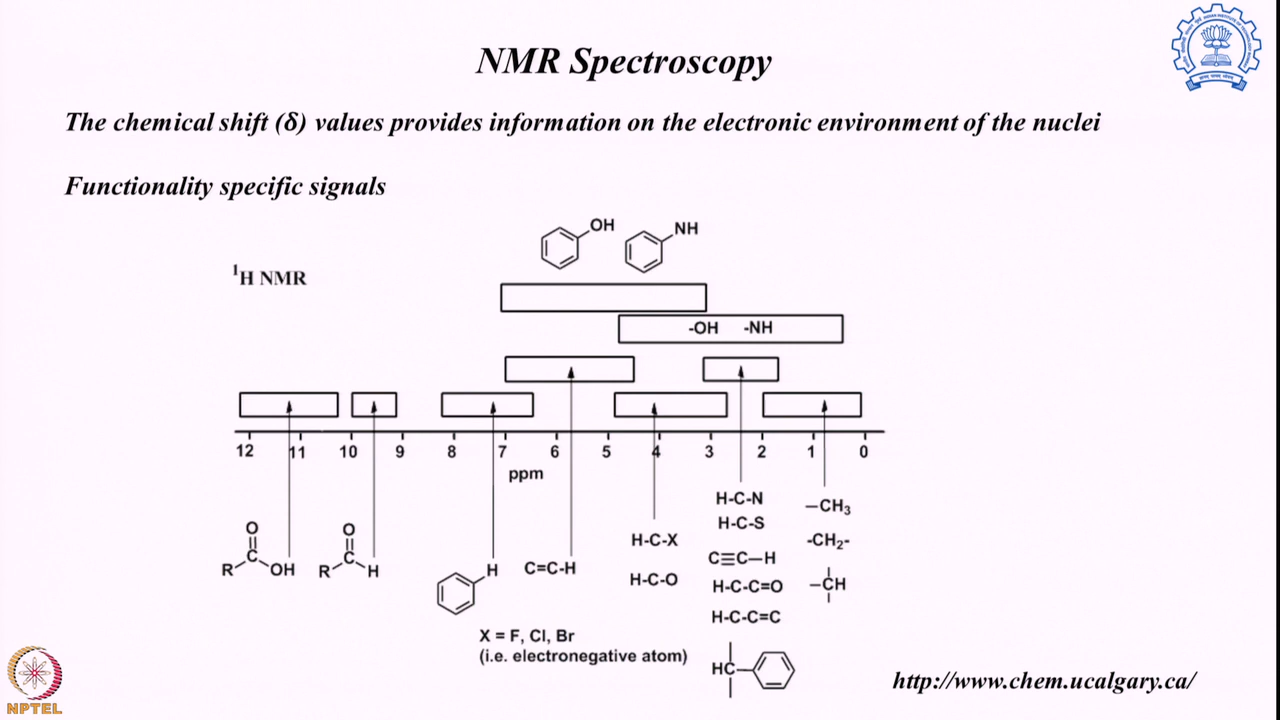 NMR Spectroscopy
The chemical shift (δ) values provides information on the electronic environment of the nuclei
Functionality specific signals
OH
NH
¹H NMR
-OH -NH
12 11 10 9 8 7 6 5 4 3 2 1 0
ppm
O
R C OH
O
R C H
H
C=C-H
H-C-X
H-C-O
H-C-N
H-C-S
C≡C—H
H-C-C=O
H-C-C=C
HC
—CH₃
-CH₂-
—CH
X = F, Cl, Br
(i.e. electronegative atom)
http://www.chem.ucalgary.ca/
NPTEL